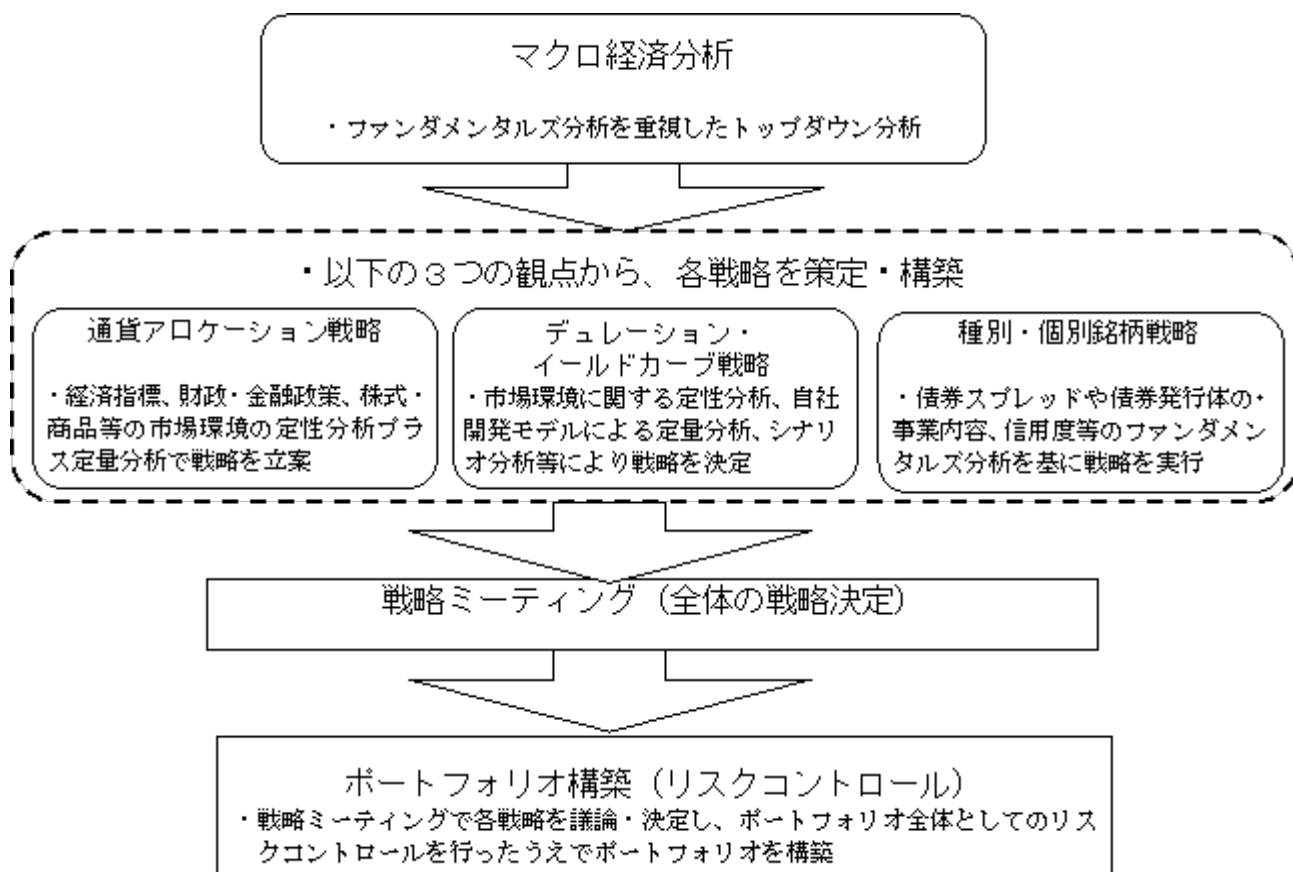 マクロ経済分析
・ファンダメンタルズ分析を重視したトップダウン分析
・以下の３つの観点から、各戦略を策定・構築
通貨アロケーション戦略
・経済指標、財政・金融政策、株式・
商品等の市場環境の定性分析プラ
ス定量分析で戦略を立案
デュレーション・
イールドカーブ戦略
・市場環境に関する定性分析、自社
開発モデルによる定量分析、シナリ
オ分析等により戦略を決定
種別・個別銘柄戦略
・債券スプレッドや債券発行体の・
事業内容、信用度等のファンダメン
タルズ分析を基に戦略を実行
戦略ミーティング（全体の戦略決定）
ポートフォリオ構築（リスクコントロール）
・戦略ミーティングで各戦略を議論・決定し、ポートフォリオ全体としてのリス
クコントロールを行ったうえでポートフォリオを構築